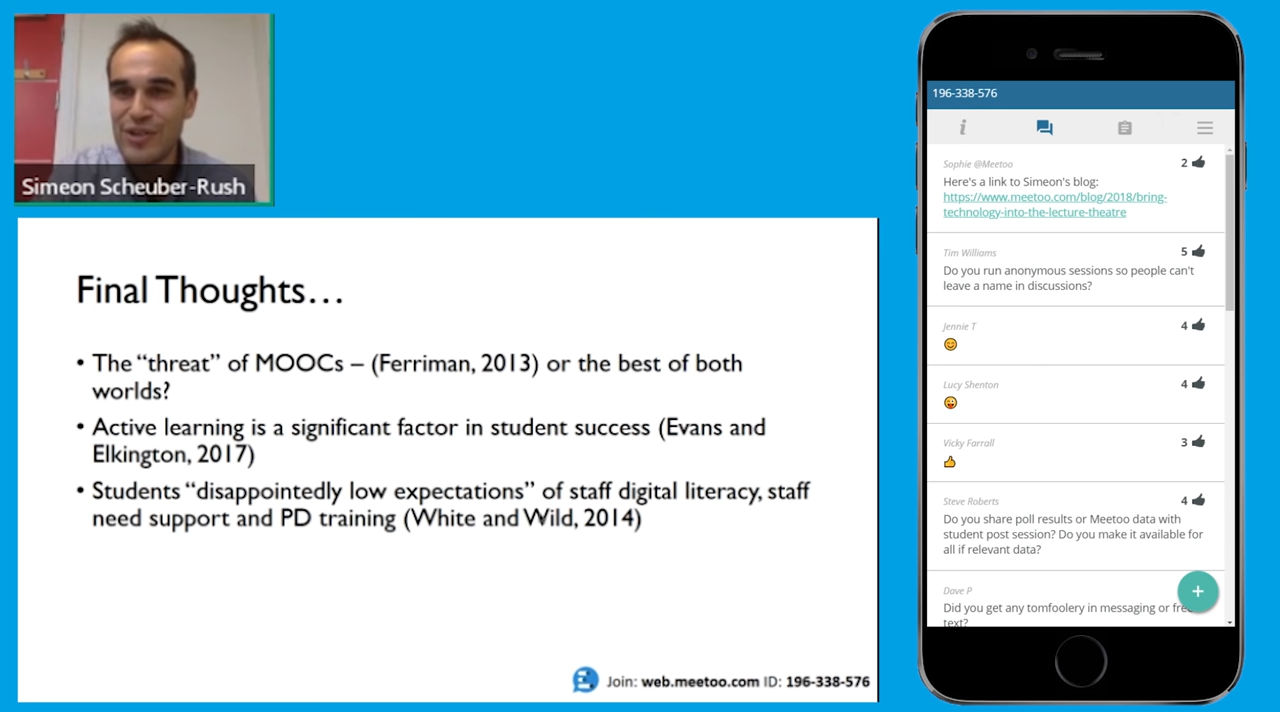 Simeon Scheuber-Rush
Final Thoughts…
• The “threat” of MOOCs – (Ferriman, 2013) or the best of both
worlds?
• Active learning is a significant factor in student success (Evans and
Elkington, 2017)
• Students “disappointedly low expectations” of staff digital literacy, staff
need support and PD training (White and Wild, 2014)
Join: web.meetoo.com ID: 196-338-576
196-338-576
Sophie @Meetoo
2
Here's a link to Simeon's blog:
https://www.meetoo.com/blog/2018/bring-
technology-into-the-lecture-theatre
Tim Williams
5
Do you run anonymous sessions so people can't
leave a name in discussions?
Jennie T
4
Lucy Shenton
4
Vicky Farrall
3
Steve Roberts
4
Do you share poll results or Meetoo data with
student post session? Do you make it available for
all if relevant data?
Dave P
Did you get any tomfoolery in messaging or free
text?